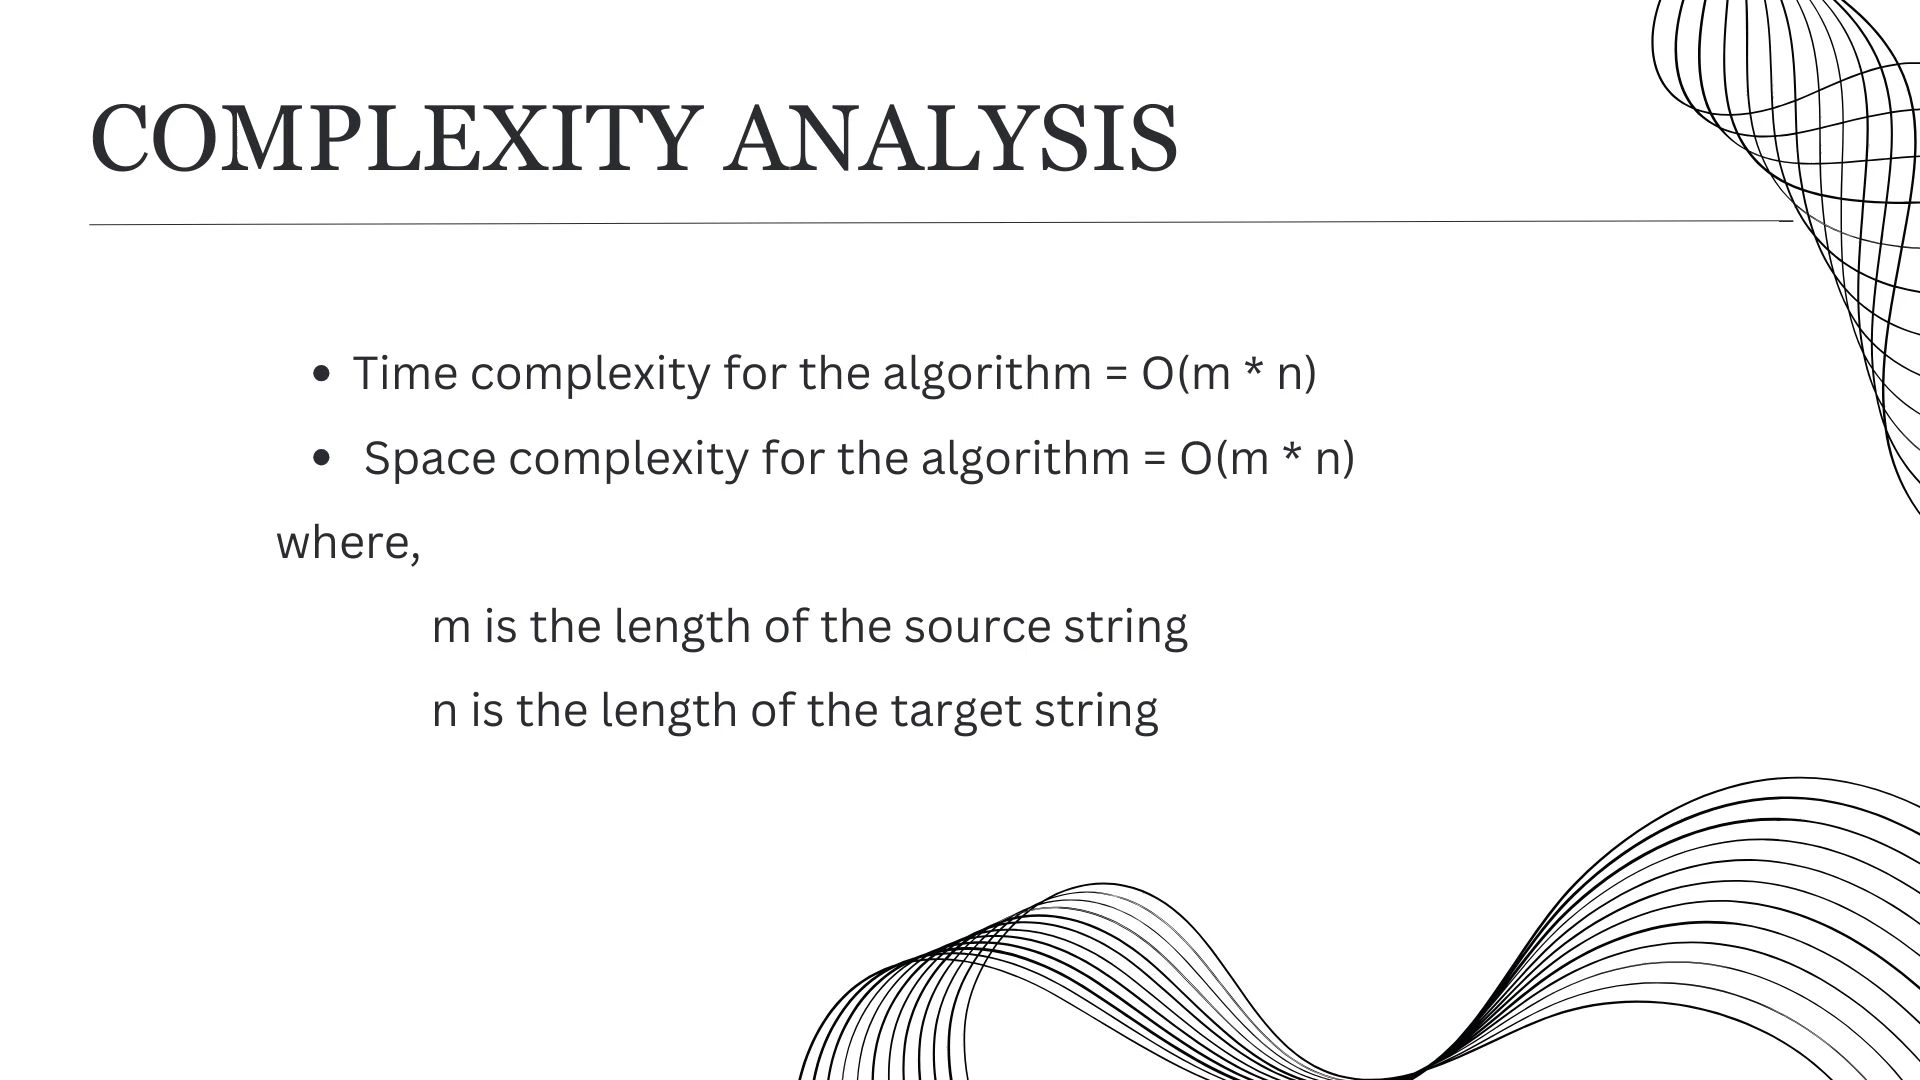 COMPLEXITY ANALYSIS
• Time complexity for the algorithm = O(m * n)
• Space complexity for the algorithm = O(m * n)
where,
m is the length of the source string
n is the length of the target string